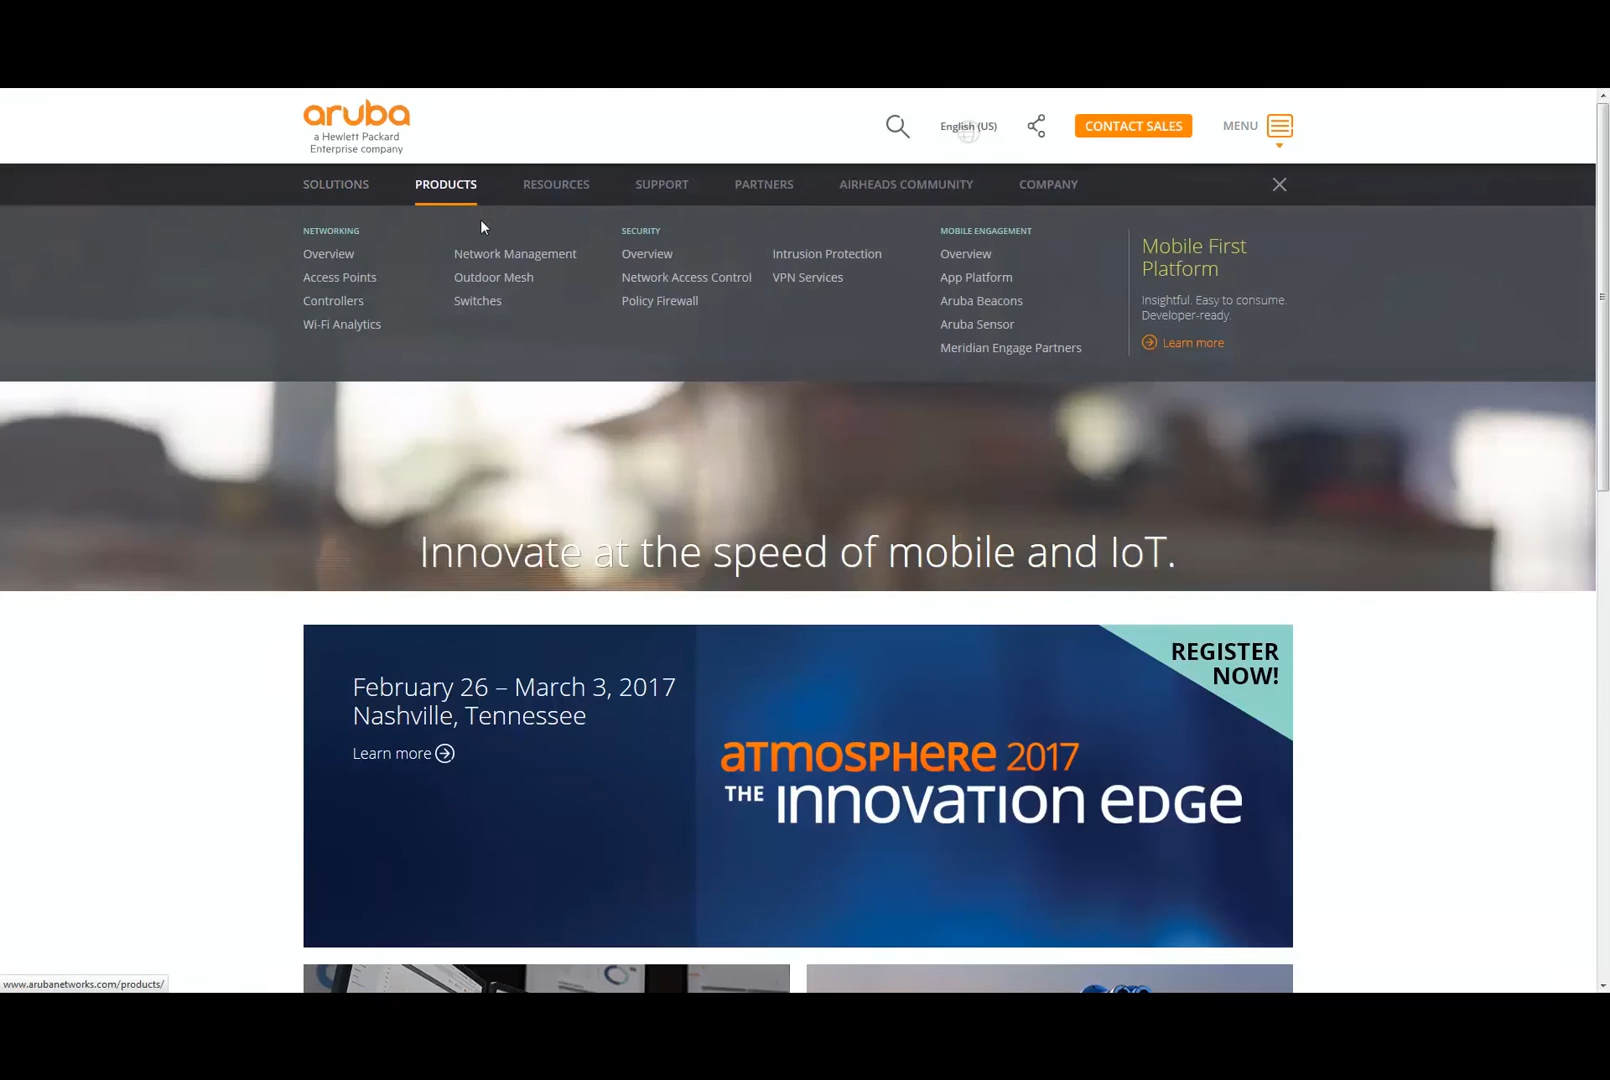 aruba
a Hewlett Packard
Enterprise company
English (US)
CONTACT SALES
MENU
SOLUTIONS
PRODUCTS
RESOURCES
SUPPORT
PARTNERS
AIRHEADS COMMUNITY
COMPANY
NETWORKING
Overview
Access Points
Controllers
Wi-Fi Analytics
Network Management
Outdoor Mesh
Switches
SECURITY
Overview
Network Access Control
Policy Firewall
Intrusion Protection
VPN Services
MOBILE ENGAGEMENT
Overview
App Platform
Aruba Beacons
Aruba Sensor
Meridian Engage Partners
Mobile First
Platform
Insightful. Easy to consume.
Developer-ready.
Learn more
Innovate at the speed of mobile and IoT.
February 26 – March 3, 2017
Nashville, Tennessee
Learn more
REGISTER
NOW!
atmosphere 2017
THE innovation edge
www.arubanetworks.com/products/